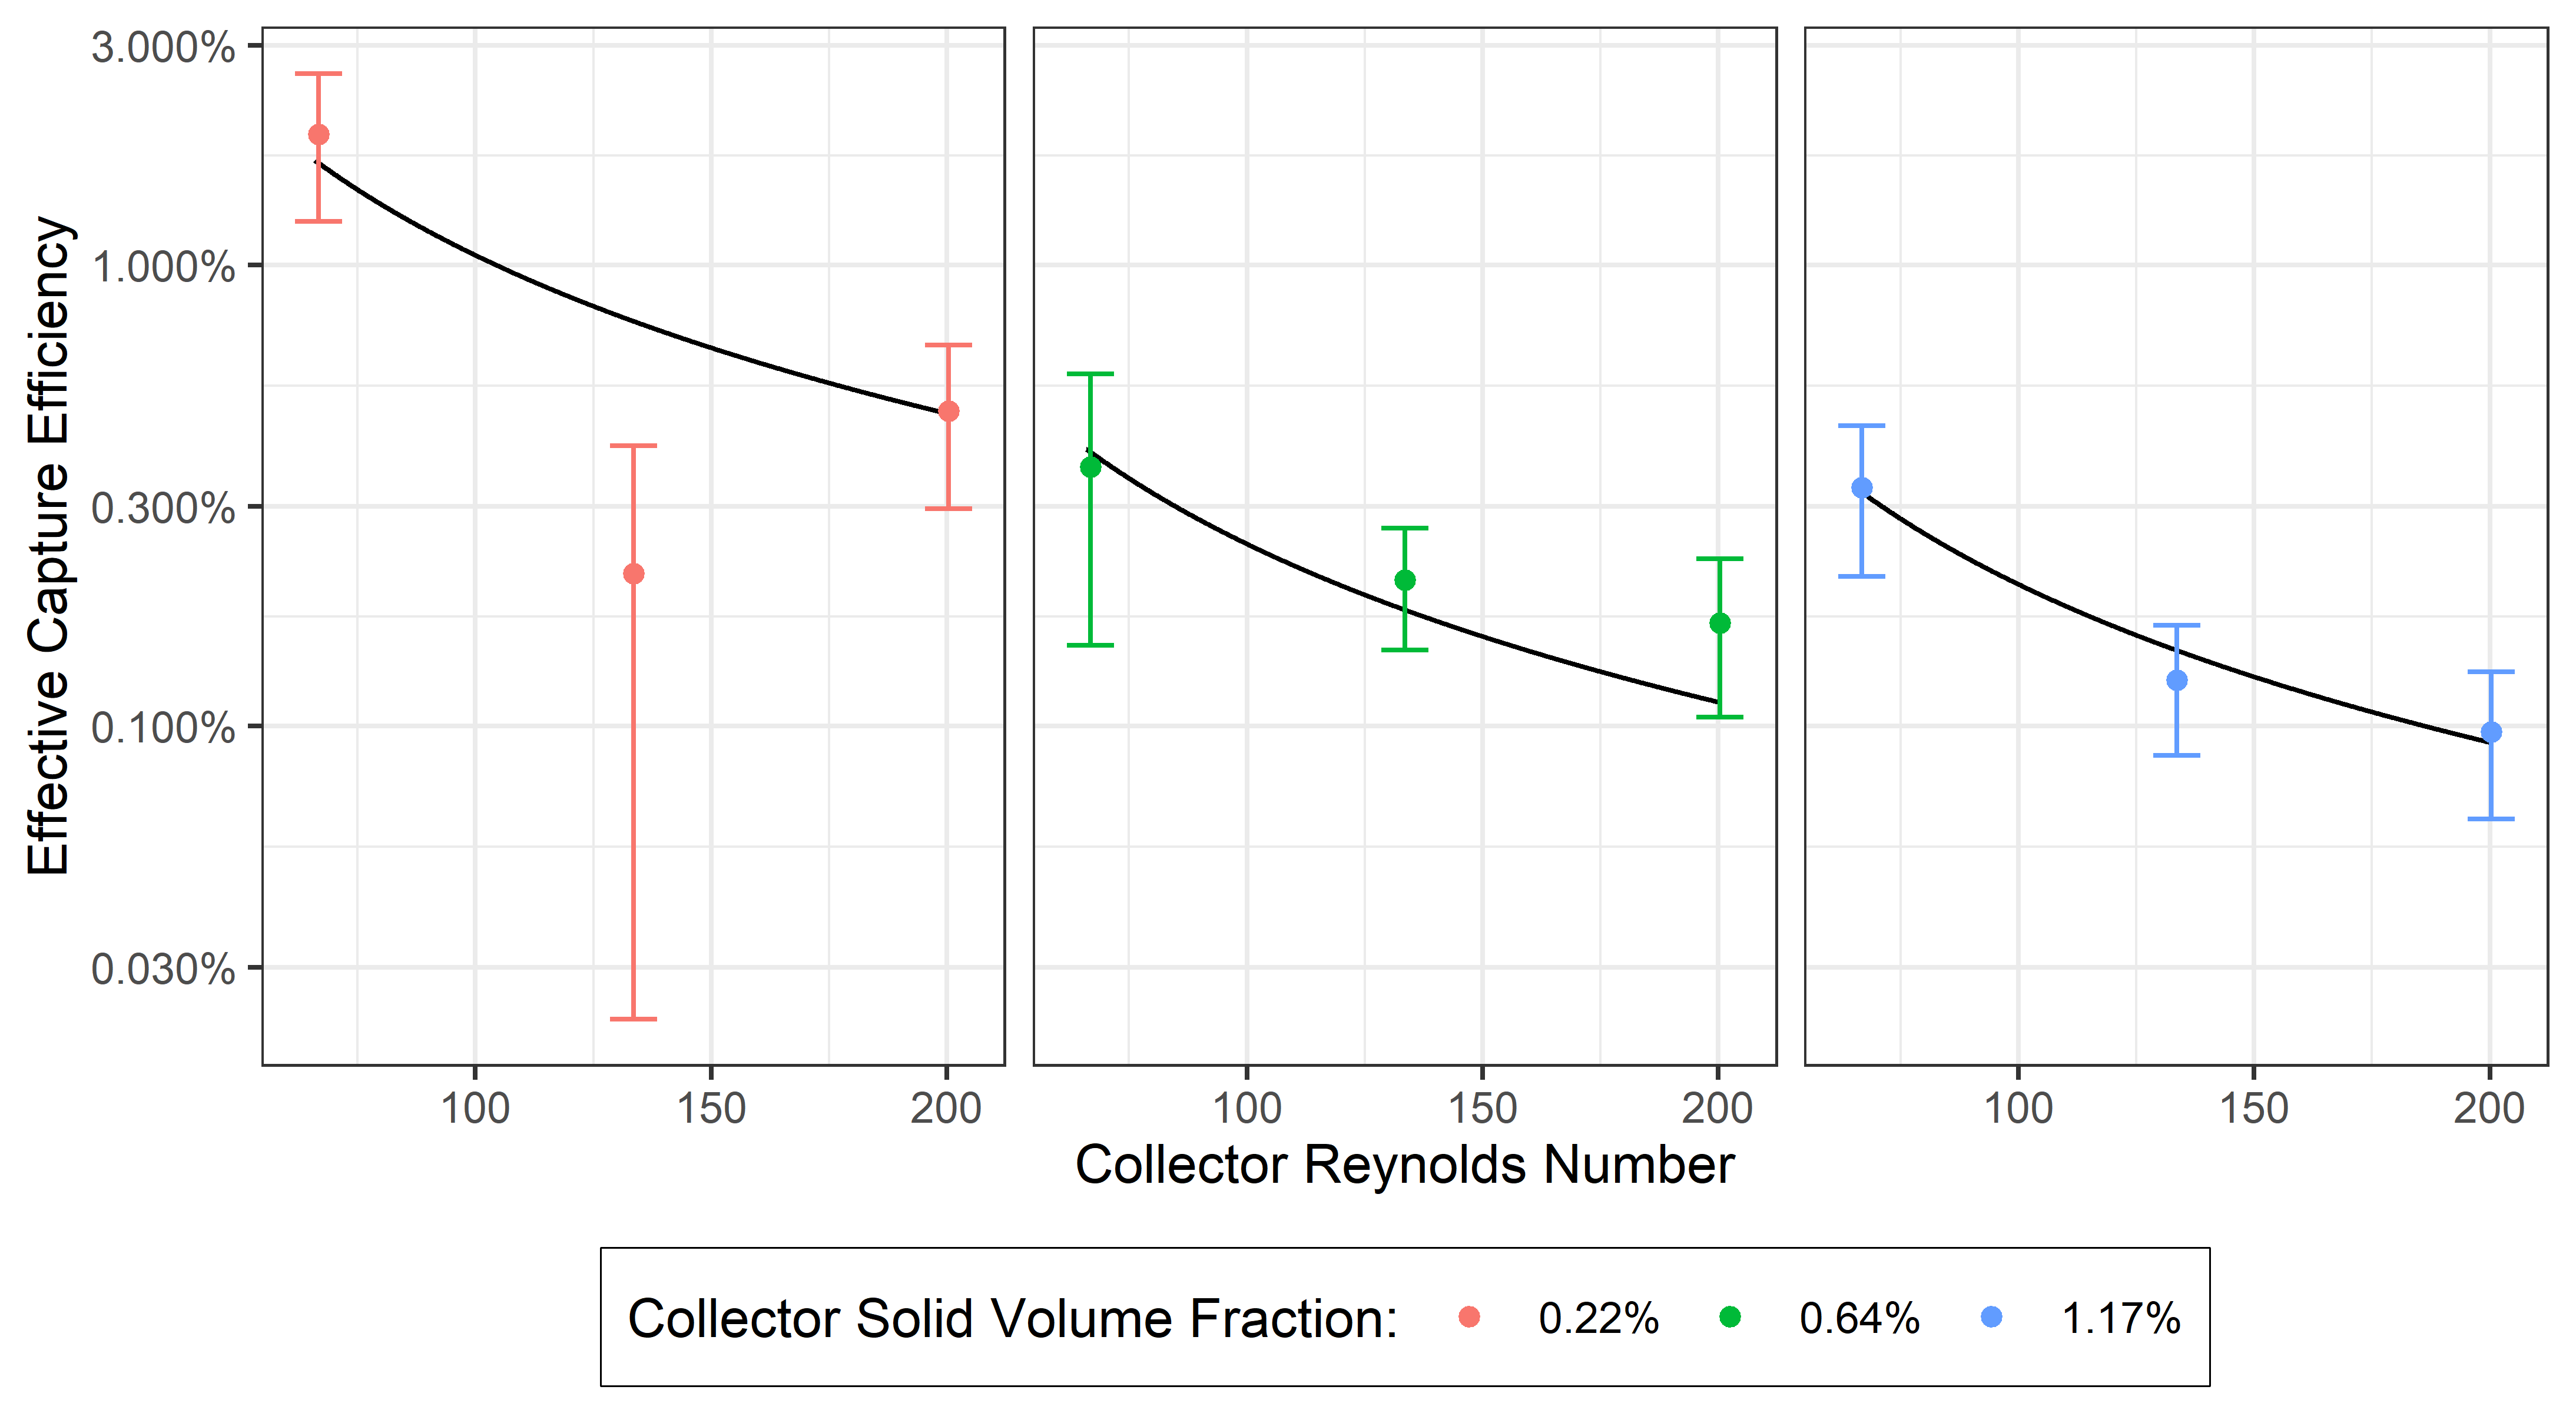 Effective Capture Efficiency
3.000%
1.000%
0.300%
0.100%
0.030%
100 150 200 100 150 200 100 150 200
Collector Reynolds Number
Collector Solid Volume Fraction: 0.22% 0.64% 1.17%